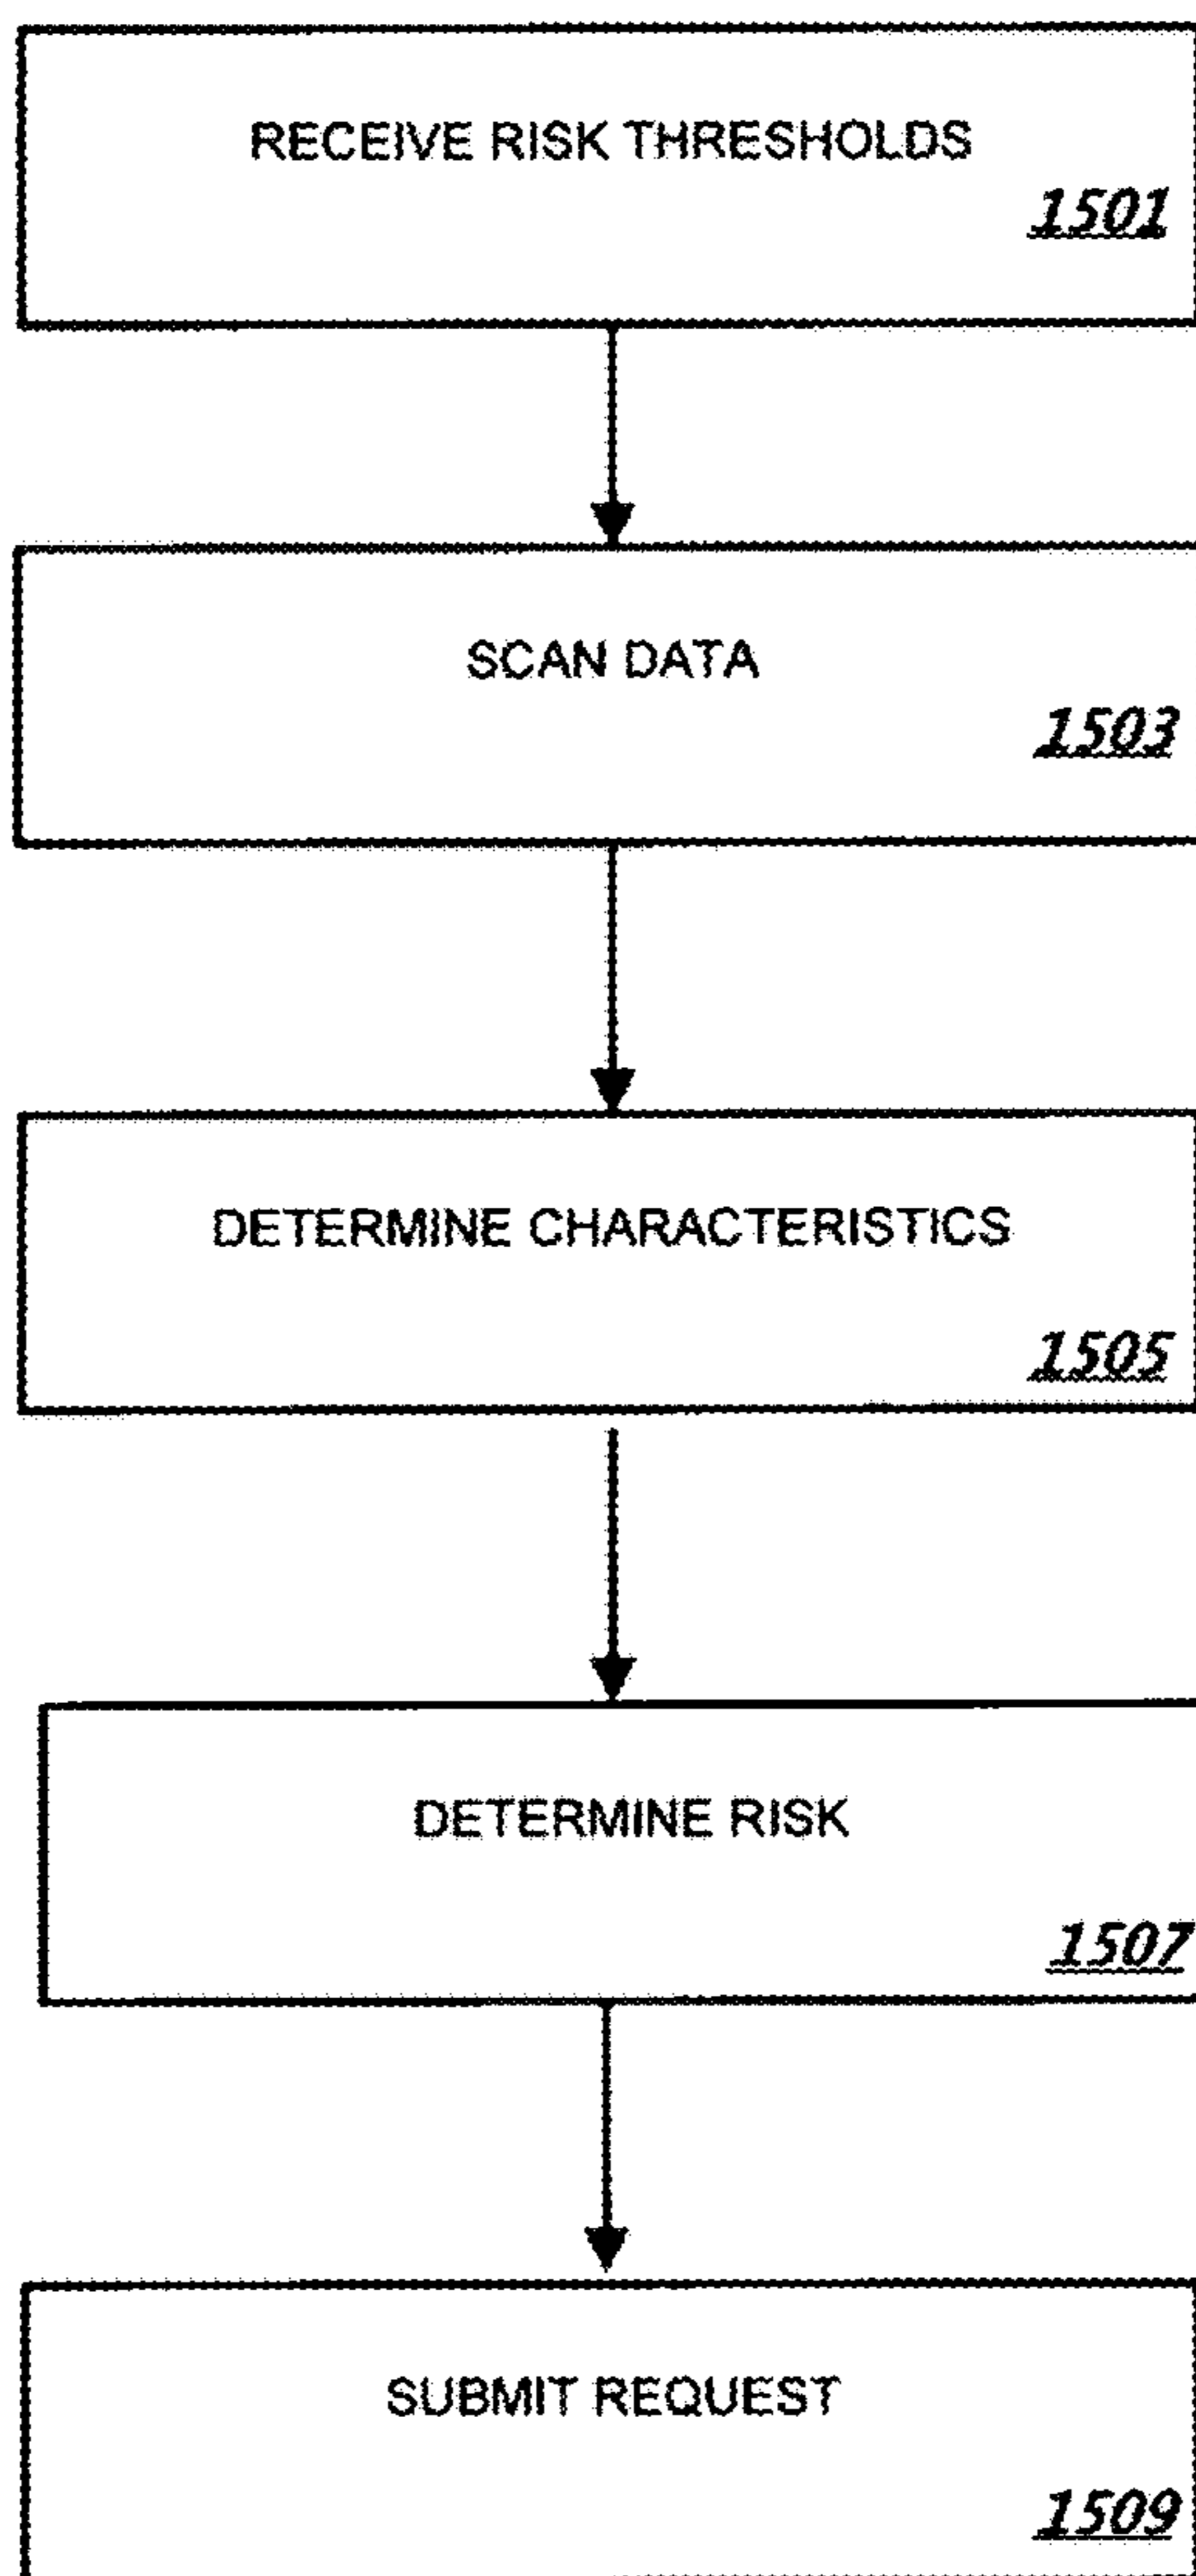 RECEIVE RISK THRESHOLDS
1501
SCAN DATA
1503
DETERMINE CHARACTERISTICS
1505
DETERMINE RISK
1507
SUBMIT REQUEST
1509